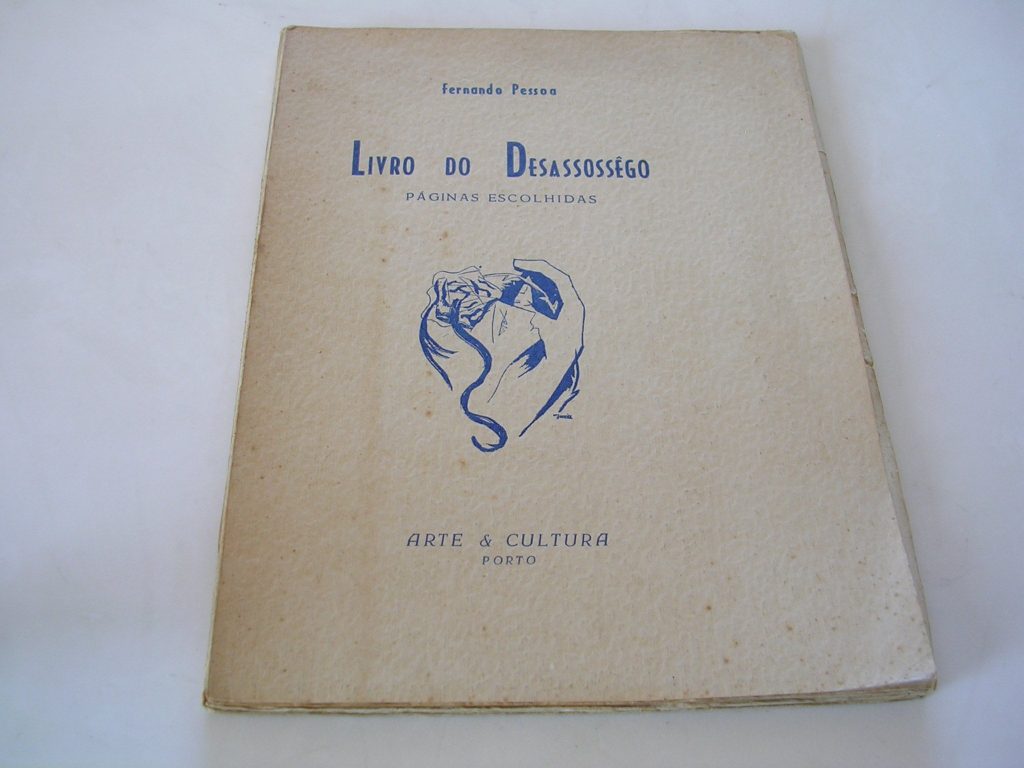 Fernando Pessoa
LIVRO DO DESASSOSSÊGO
PÁGINAS ESCOLHIDAS
ARTE & CULTURA
PORTO